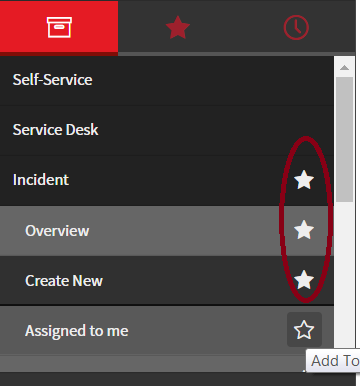 Self-Service
Service Desk
Incident
Overview
Create New
Assigned to me
Add To